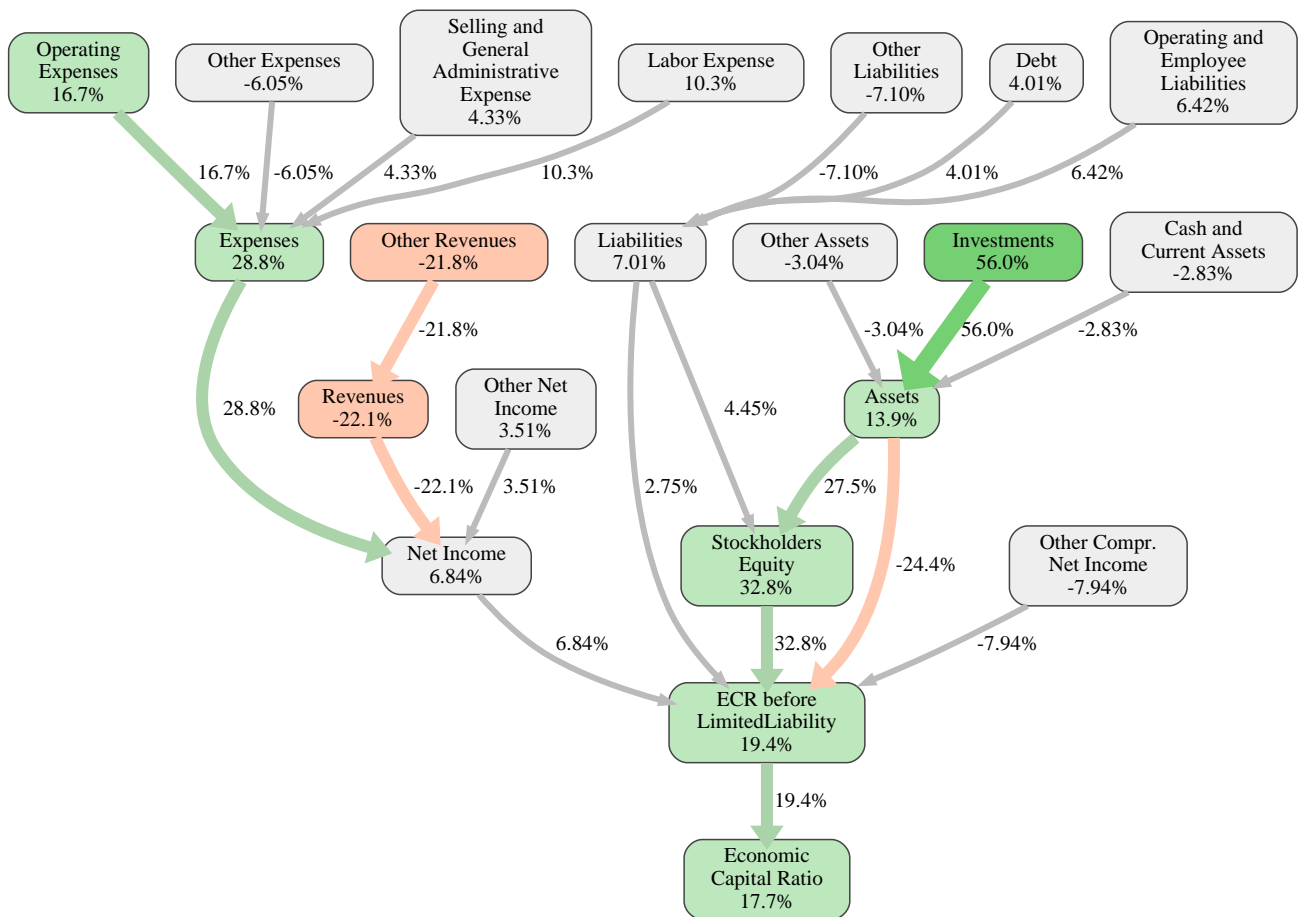 Operating
Expenses
16.7%
Other Expenses
-6.05%
Selling and
General
Administrative
Expense
4.33%
Labor Expense
10.3%
Other
Liabilities
-7.10%
Debt
4.01%
Operating and
Employee
Liabilities
6.42%
16.7%
-6.05%
4.33%
10.3%
-7.10%
4.01%
6.42%
Expenses
28.8%
Other Revenues
-21.8%
Liabilities
7.01%
Other Assets
-3.04%
Investments
56.0%
Cash and
Current Assets
-2.83%
-21.8%
-3.04%
56.0%
-2.83%
Revenues
-22.1%
Other Net
Income
3.51%
Assets
13.9%
28.8%
4.45%
-22.1%
3.51%
2.75%
27.5%
Net Income
6.84%
Stockholders
Equity
32.8%
-24.4%
Other Compr.
Net Income
-7.94%
6.84%
32.8%
-7.94%
ECR before
LimitedLiability
19.4%
19.4%
Economic
Capital Ratio
17.7%